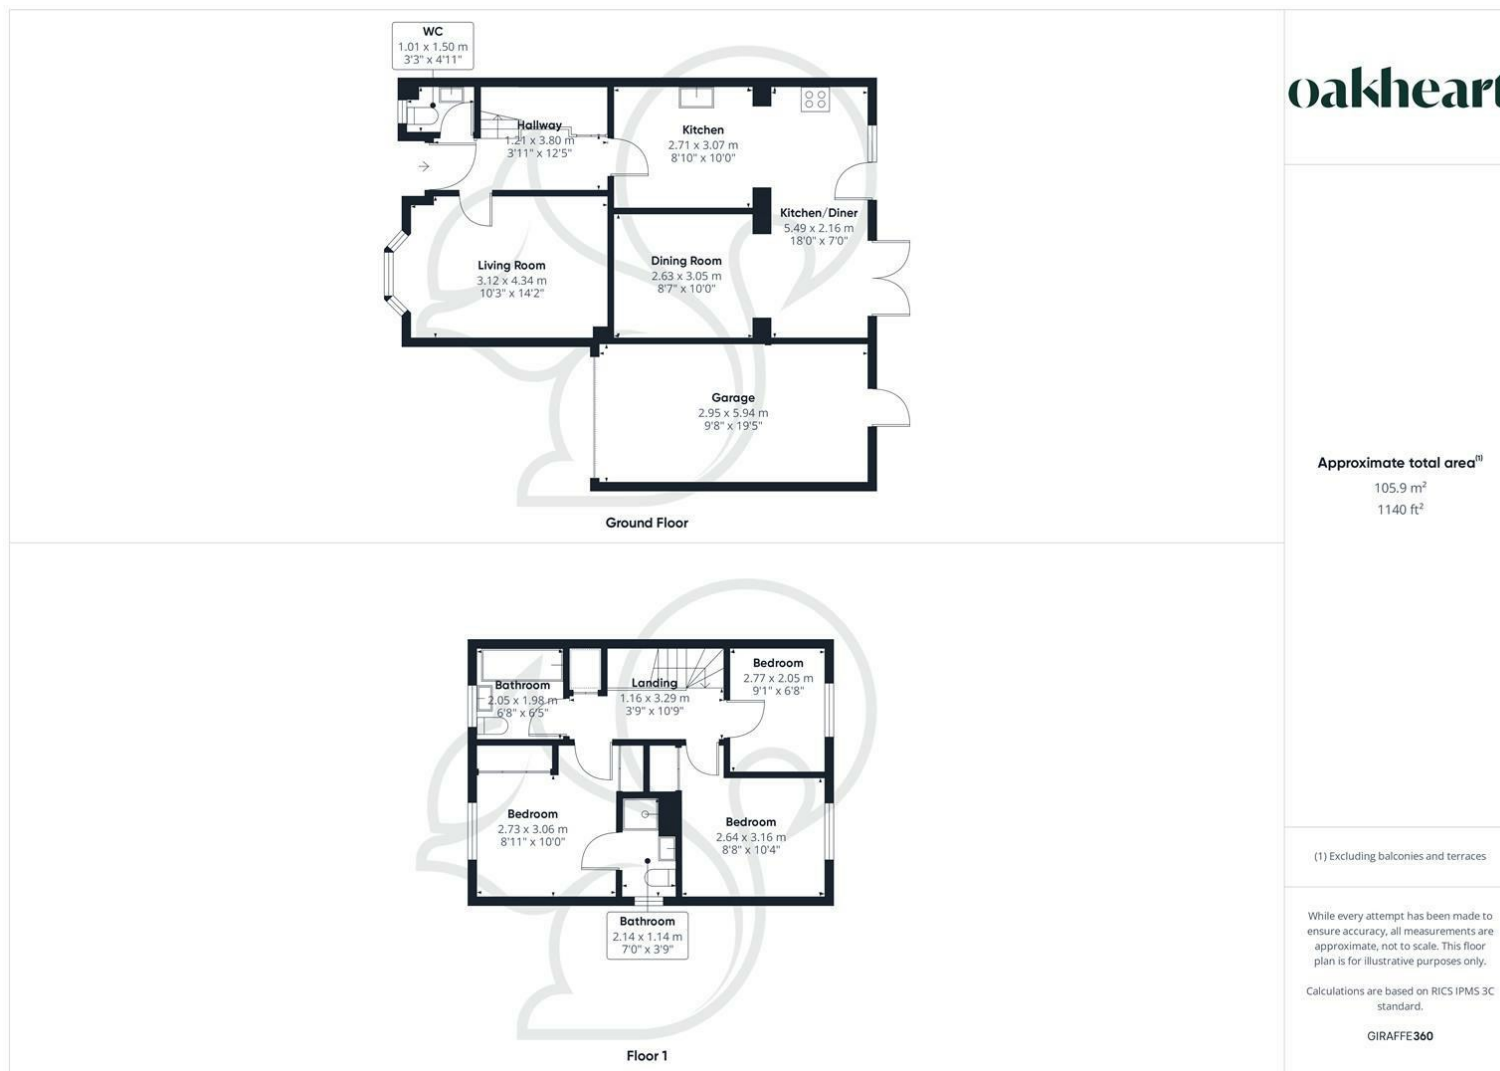 WC
1.01 x 1.50 m
3'3" x 4'11"
Hallway
1.21 x 3.80 m
3'11" x 12'5"
Kitchen
2.71 x 3.07 m
8'10" x 10'0"
Kitchen/Diner
5.49 x 2.16 m
18'0" x 7'0"
Living Room
3.12 x 4.34 m
10'3" x 14'2"
Dining Room
2.63 x 3.05 m
8'7" x 10'0"
Garage
2.95 x 5.94 m
9'8" x 19'5"
Ground Floor
Bathroom
2.05 x 1.98 m
6'8" x 6'5"
Landing
1.16 x 3.29 m
3'9" x 10'9"
Bedroom
2.77 x 2.05 m
9'1" x 6'8"
Bedroom
2.73 x 3.06 m
8'11" x 10'0"
Bedroom
2.64 x 3.16 m
8'8" x 10'4"
Bathroom
2.14 x 1.14 m
7'0" x 3'9"
Floor 1
oakheart
Approximate total area(1)
105.9 m²
1140 ft²
(1) Excluding balconies and terraces
While every attempt has been made to
ensure accuracy, all measurements are
approximate, not to scale. This floor
plan is for illustrative purposes only.
Calculations are based on RICS IPMS 3C
standard.
GIRAFFE360